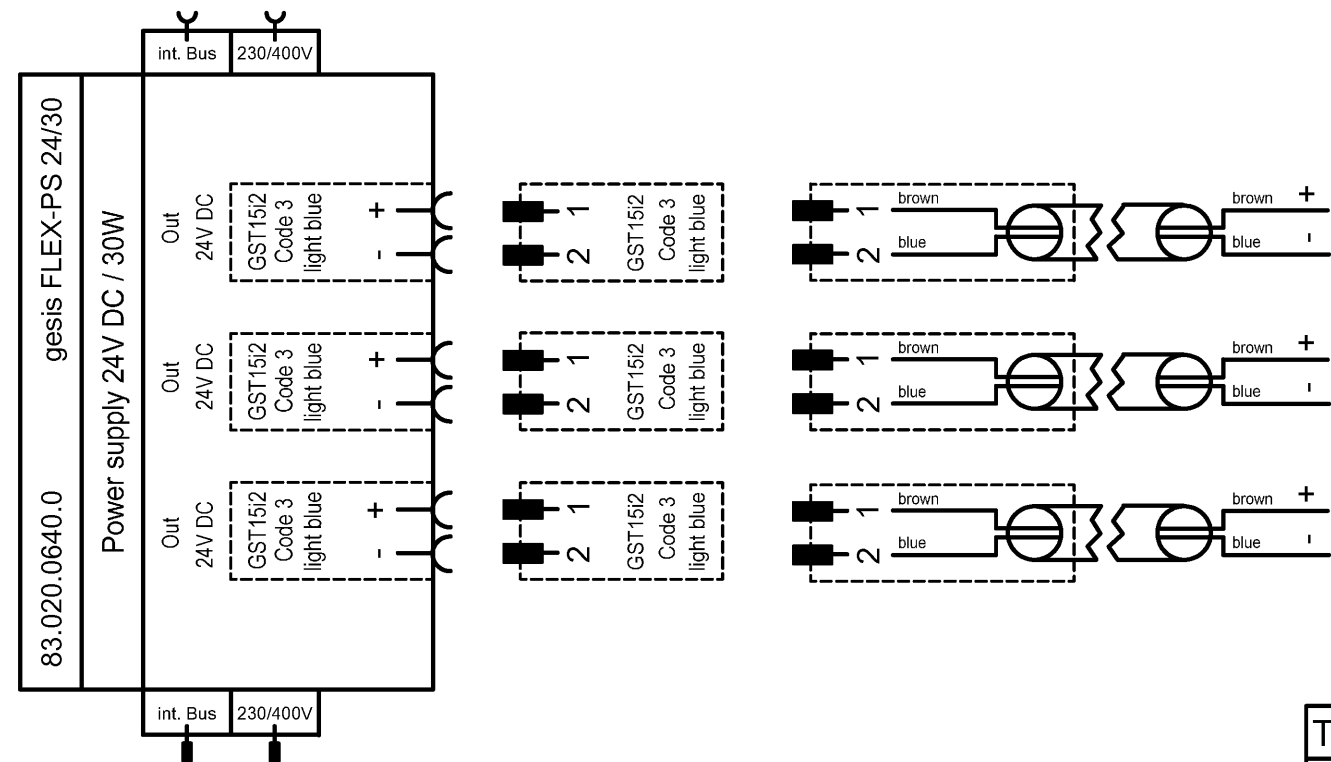 int. Bus
230/400V
83.020.0640.0
gesis FLEX-PS 24/30
Power supply 24V DC / 30W
Out
24V DC
GST15i2
Code 3
light blue
+
-
1
2
GST15i2
Code 3
light blue
1
2
brown
blue
brown
+
blue
-
Out
24V DC
GST15i2
Code 3
light blue
+
-
1
2
GST15i2
Code 3
light blue
1
2
brown
blue
brown
+
blue
-
Out
24V DC
GST15i2
Code 3
light blue
+
-
1
2
GST15i2
Code 3
light blue
1
2
brown
blue
brown
+
blue
-
int. Bus
230/400V
T